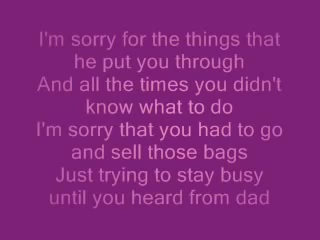 I'm sorry for the things that
he put you through
And all the times you didn't
know what to do
I'm sorry that you had to go
and sell those bags
Just trying to stay busy
until you heard from dad